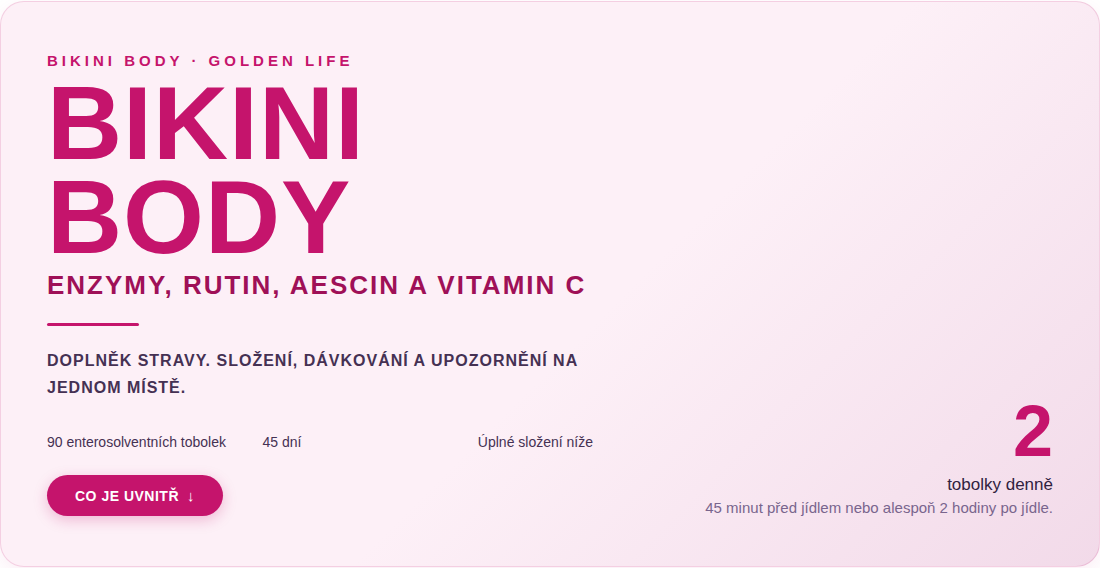 BIKINI BODY · GOLDEN LIFE
BIKINI
BODY
ENZYMY, RUTIN, AESCIN A VITAMIN C
DOPLNĚK STRAVY. SLOŽENÍ, DÁVKOVÁNÍ A UPOZORNĚNÍ NA
JEDNOM MÍSTĚ.
90 enterosolventních tobolek
45 dní
Úplné složení níže
CO JE UVNITŘ ↓
2
tobolky denně
45 minut před jídlem nebo alespoň 2 hodiny po jídle.